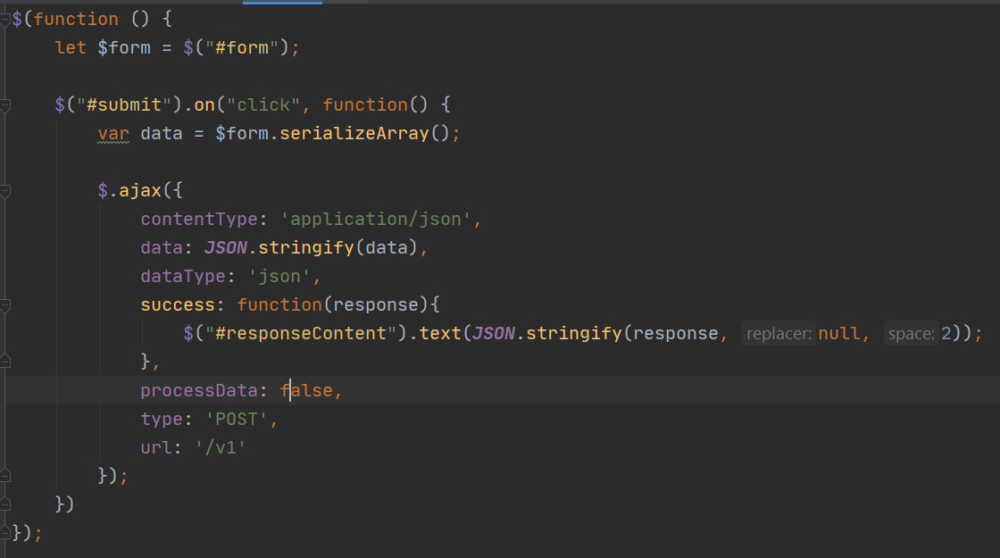 $(function () {
let $form = $("#form");
$("#submit").on("click", function() {
var data = $form.serializeArray();
$.ajax({
contentType: 'application/json',
data: JSON.stringify(data),
dataType: 'json',
success: function(response){
$("#responseContent").text(JSON.stringify(response, replacer: null, space: 2));
},
processData: false,
type: 'POST',
url: '/v1'
});
})
});